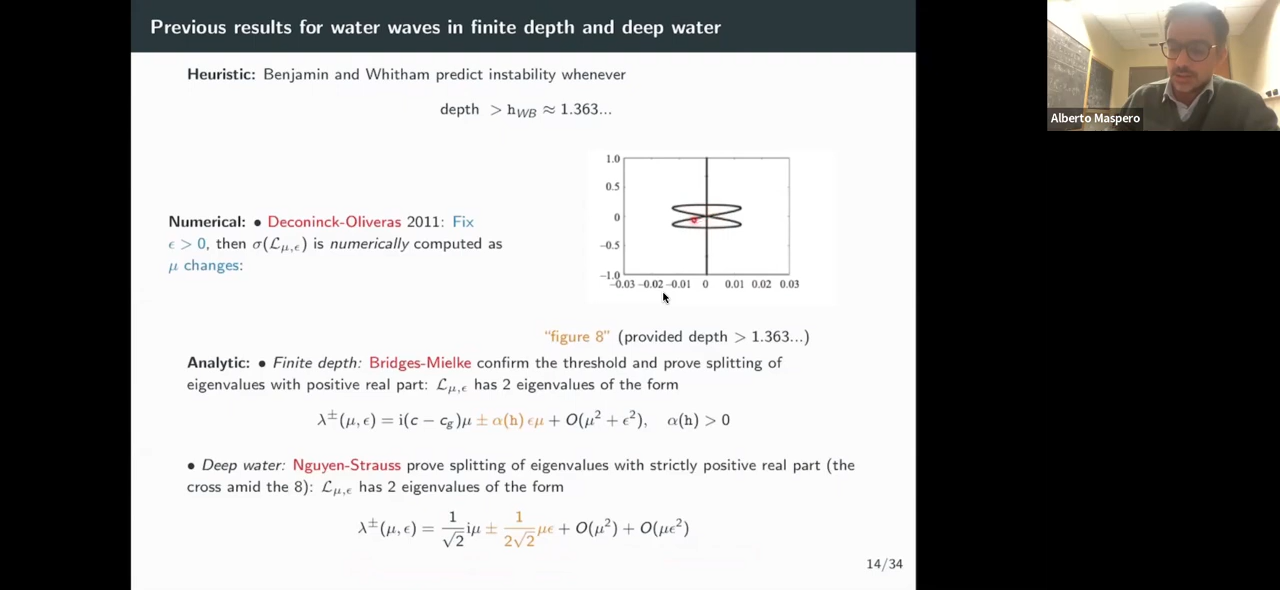 Previous results for water waves in finite depth and deep water
Heuristic: Benjamin and Whitham predict instability whenever
depth > h_WB ≈ 1.363...
Numerical: • Deconinck-Oliveras 2011: Fix
ϵ > 0, then σ(ℒ_μ,ϵ) is numerically computed as
μ changes:
1.0
0.5
0
−0.5
−1.0
−0.03 −0.02 −0.01 0 0.01 0.02 0.03
"figure 8" (provided depth > 1.363...)
Analytic: • Finite depth: Bridges-Mielke confirm the threshold and prove splitting of
eigenvalues with positive real part: ℒ_μ,ϵ has 2 eigenvalues of the form
λ^±(μ, ϵ) = i(c − c_g)μ ± α(h) ϵμ + O(μ² + ϵ²), α(h) > 0
• Deep water: Nguyen-Strauss prove splitting of eigenvalues with strictly positive real part (the
cross amid the 8): ℒ_μ,ϵ has 2 eigenvalues of the form
λ^±(μ, ϵ) = 1/√2 iμ ± 1/2√2 μϵ + O(μ²) + O(μϵ²)
14/34
Alberto Maspero